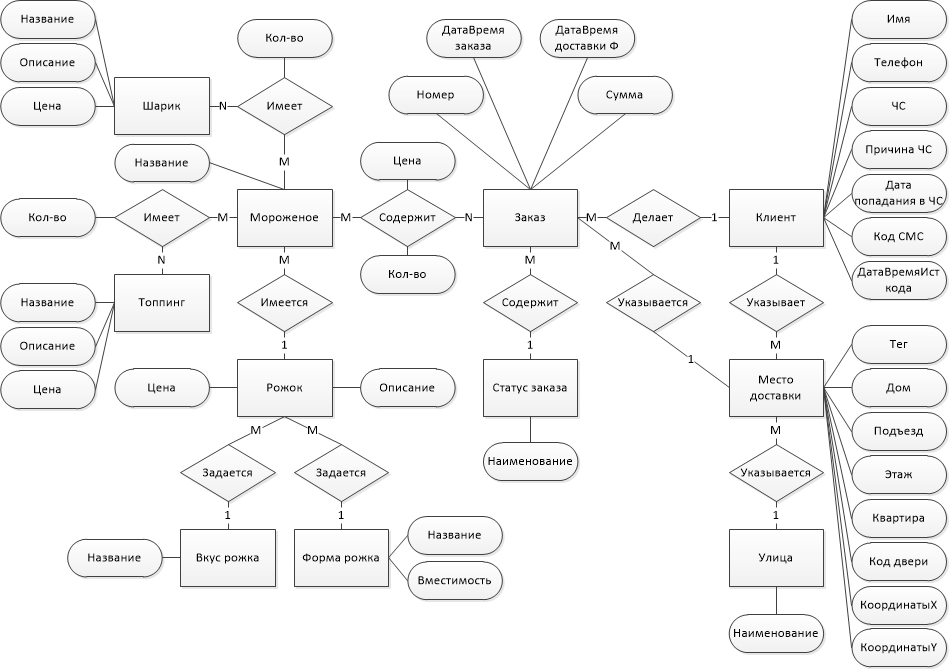 Название
Описание
Цена
Шарик
N
Имеет
Кол-во
M
ДатаВремя
заказа
ДатаВремя
доставки Ф
Номер
Сумма
Имя
Телефон
ЧС
Причина ЧС
Дата
попадания в ЧС
Код СМС
ДатаВремяИст
кода
Название
Кол-во
Имеет
M
Мороженое
M
Содержит
Цена
Кол-во
N
Заказ
M
Делает
1
Клиент
N
Топпинг
Название
Описание
Цена
M
Имеется
1
M
Содержит
1
M
Указывается
1
1
Указывает
M
Цена
Рожок
Описание
Статус заказа
Наименование
Место
доставки
Тег
Дом
Подъезд
Этаж
Квартира
Код двери
КоординатыX
КоординатыY
M
M
Задается
Задается
1
1
Название
Вкус рожка
Форма рожка
Название
Вместимость
M
Указывается
1
Улица
Наименование